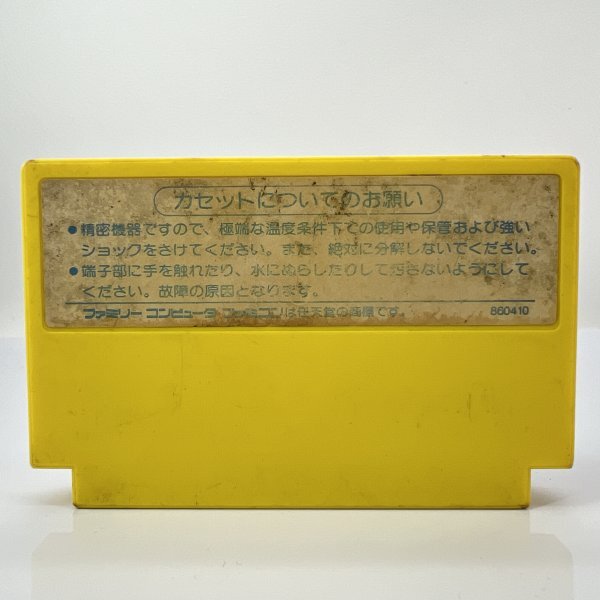 カセットについてのお願い
●精密機器ですので、極端な温度条件下での使用や保管および強い
ショックをさけてください。また、絶対に分解しないでください。
●端子部に手を触れたり、水にぬらしたりして汚さないようにして
ください。故障の原因となります。
ファミリーコンピュータ ファミコンは任天堂の商標です。 860410